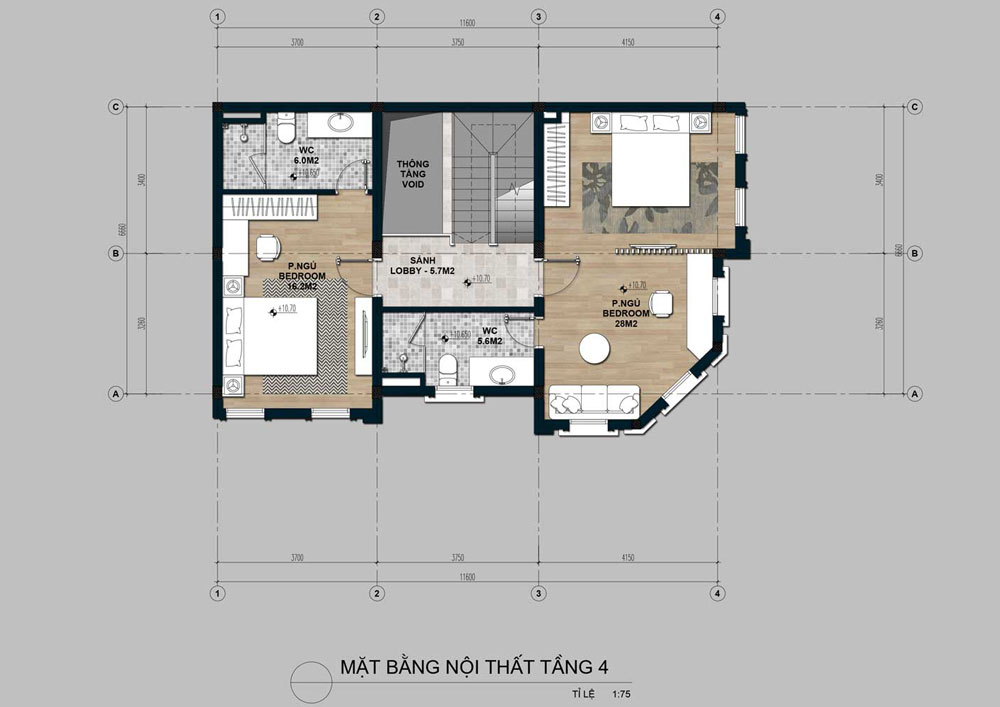 1 2 3 4
11600
3700 3750 4150
C C
WC
6.0M2
+10.650
THÔNG
TẦNG
VOID
3400 3400
6660 6660
B B
SẢNH
LOBBY - 5.7M2
+10.70
P.NGỦ
BEDROOM
16.2M2
+10.70
+10.70
P.NGỦ
BEDROOM
28M2
3260 3260
WC
5.6M2
+10.650
A A
3700 3750 4150
11600
1 2 3 4
MẶT BẰNG NỘI THẤT TẦNG 4
TỈ LỆ 1:75